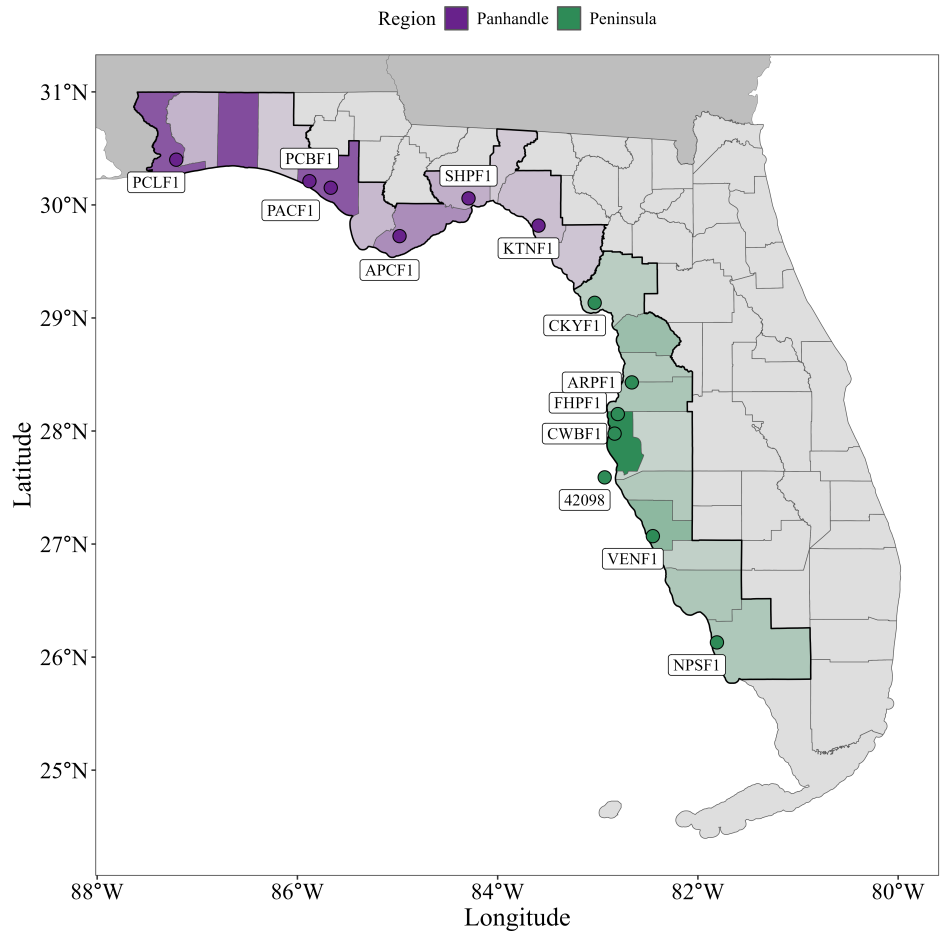 Region Panhandle Peninsula
31°N
PCBF1
SHPF1
PCLF1
30°N
PACF1
KTNF1
APCF1
29°N
CKYF1
ARPF1
FHPF1
28°N
CWBF1
42098
27°N
VENF1
26°N
NPSF1
25°N
Latitude
88°W 86°W 84°W 82°W 80°W
Longitude